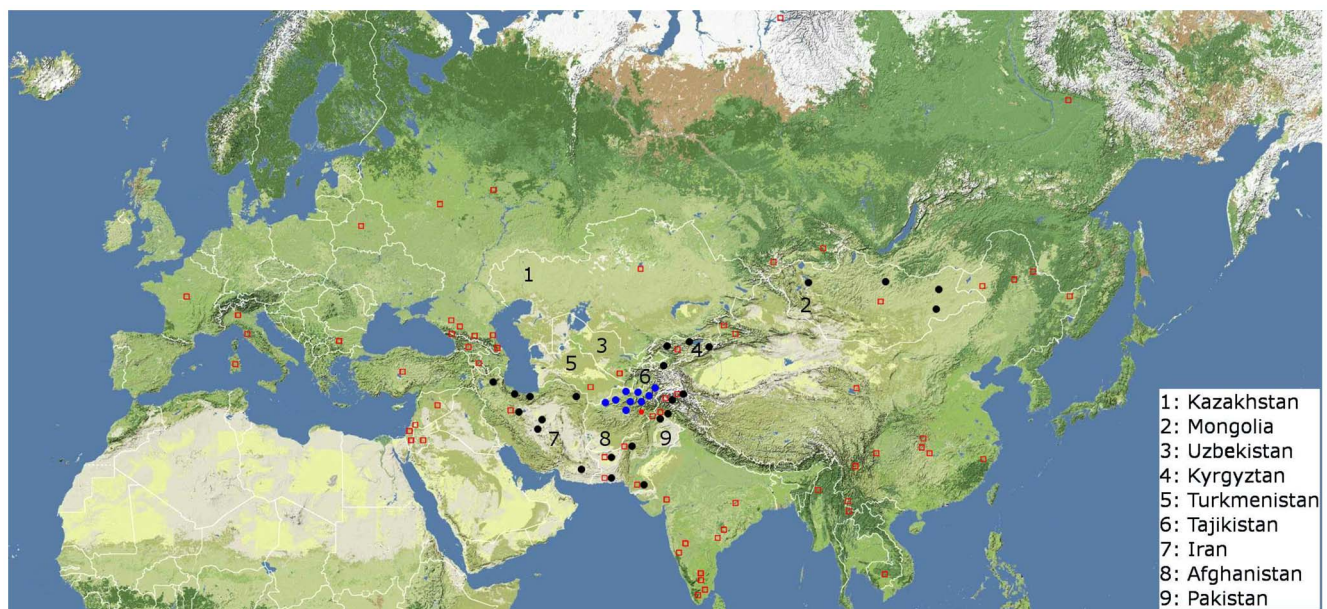 1
2
3
4
5
6
7
8
9
1: Kazakhstan
2: Mongolia
3: Uzbekistan
4: Kyrgyztan
5: Turkmenistan
6: Tajikistan
7: Iran
8: Afghanistan
9: Pakistan